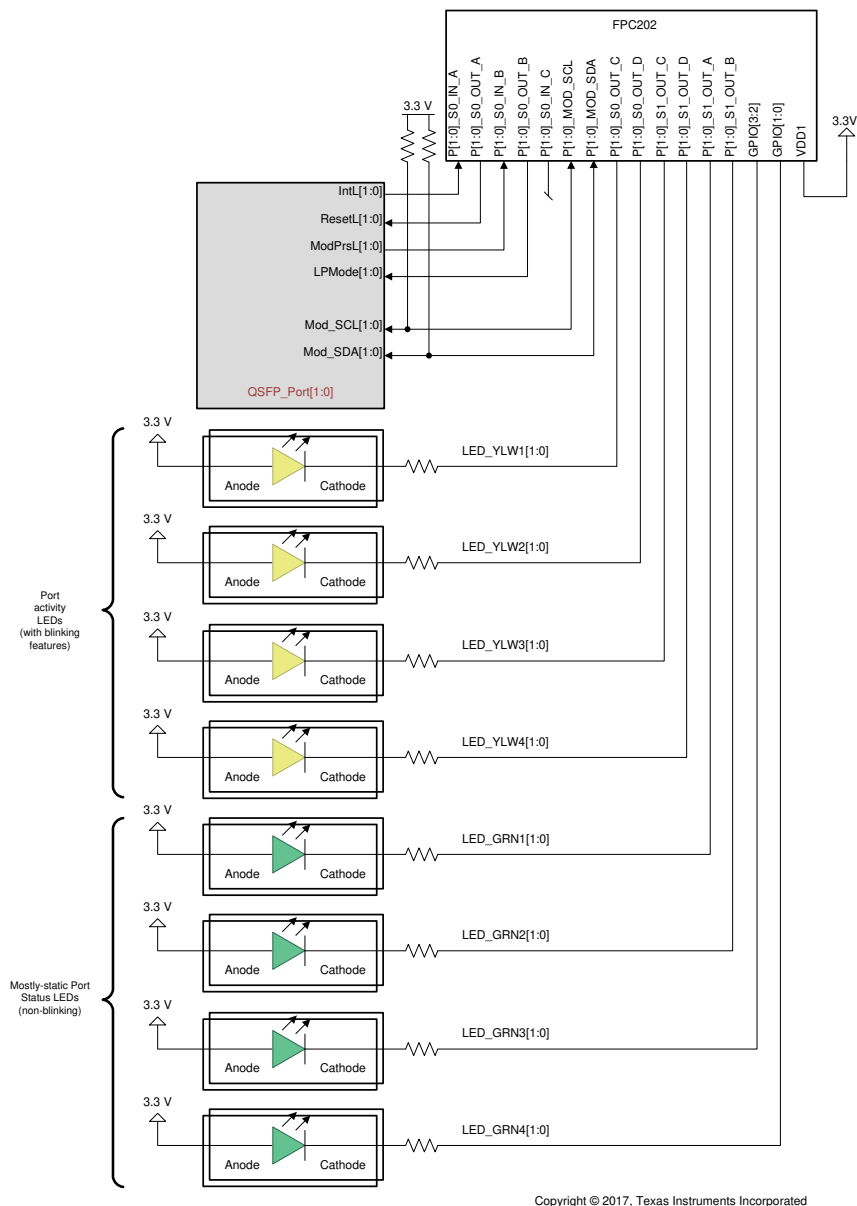 FPC202
P[1:0]_S0_IN_A
P[1:0]_S0_OUT_A
P[1:0]_S0_IN_B
P[1:0]_S0_OUT_B
P[1:0]_S0_IN_C
P[1:0]_MOD_SCL
P[1:0]_MOD_SDA
P[1:0]_S0_OUT_C
P[1:0]_S0_OUT_D
P[1:0]_S1_OUT_C
P[1:0]_S1_OUT_D
P[1:0]_S1_OUT_A
P[1:0]_S1_OUT_B
GPIO[3:2]
GPIO[1:0]
VDD1
3.3 V
3.3V
IntL[1:0]
ResetL[1:0]
ModPrsL[1:0]
LPMode[1:0]
Mod_SCL[1:0]
Mod_SDA[1:0]
QSFP_Port[1:0]
Port
activity
LEDs
(with blinking
features)
3.3 V
Anode
Cathode
LED_YLW1[1:0]
3.3 V
Anode
Cathode
LED_YLW2[1:0]
3.3 V
Anode
Cathode
LED_YLW3[1:0]
3.3 V
Anode
Cathode
LED_YLW4[1:0]
Mostly-static Port
Status LEDs
(non-blinking)
3.3 V
Anode
Cathode
LED_GRN1[1:0]
3.3 V
Anode
Cathode
LED_GRN2[1:0]
3.3 V
Anode
Cathode
LED_GRN3[1:0]
3.3 V
Anode
Cathode
LED_GRN4[1:0]
Copyright © 2017, Texas Instruments Incorporated